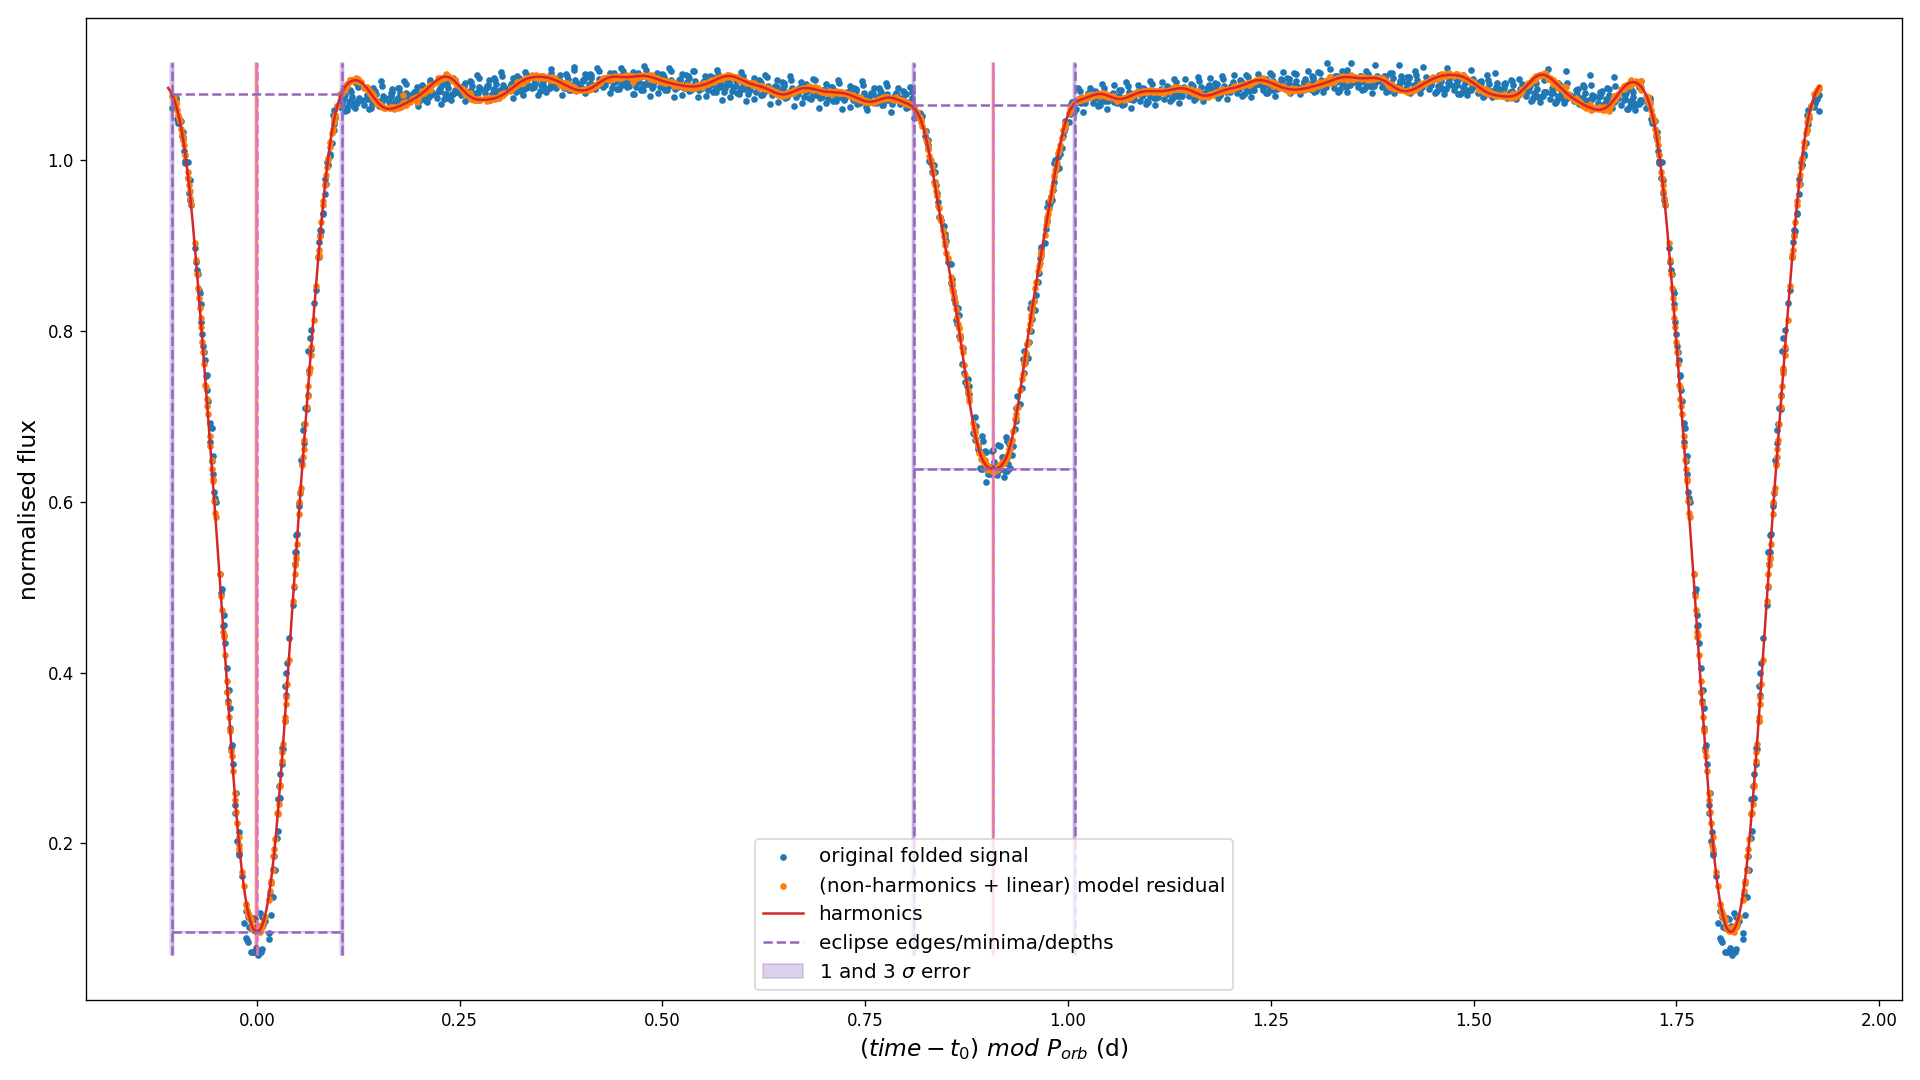 normalised flux
1.0
0.8
0.6
0.4
0.2
original folded signal
(non-harmonics + linear) model residual
harmonics
eclipse edges/minima/depths
1 and 3 σ error
0.00 0.25 0.50 0.75 1.00 1.25 1.50 1.75 2.00
(time − t₀) mod Pₒᵣb (d)